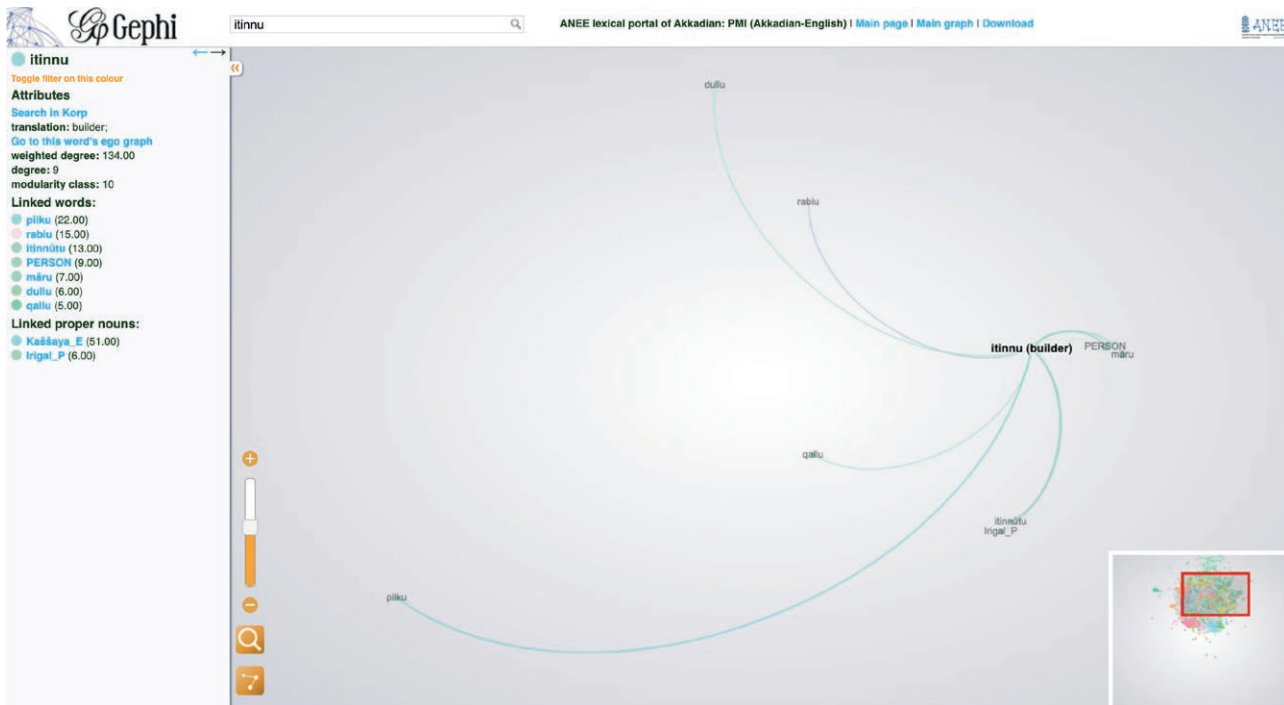 Gephi
itinnu
ANEE lexical portal of Akkadian: PMI (Akkadian-English) | Main page | Main graph | Download
ANEE
←→
«
itinnu
Toggle filter on this colour
Attributes
Search in Korp
translation: builder;
Go to this word's ego graph
weighted degree: 134.00
degree: 9
modularity class: 10
Linked words:
pilku (22.00)
rabiu (15.00)
itinnūtu (13.00)
PERSON (9.00)
māru (7.00)
dullu (6.00)
qallu (5.00)
Linked proper nouns:
Kaššaya_E (51.00)
Irigal_P (6.00)
dullu
rabiu
itinnu (builder)
PERSON
māru
qallu
itinnūtu
Irigal_P
pilku